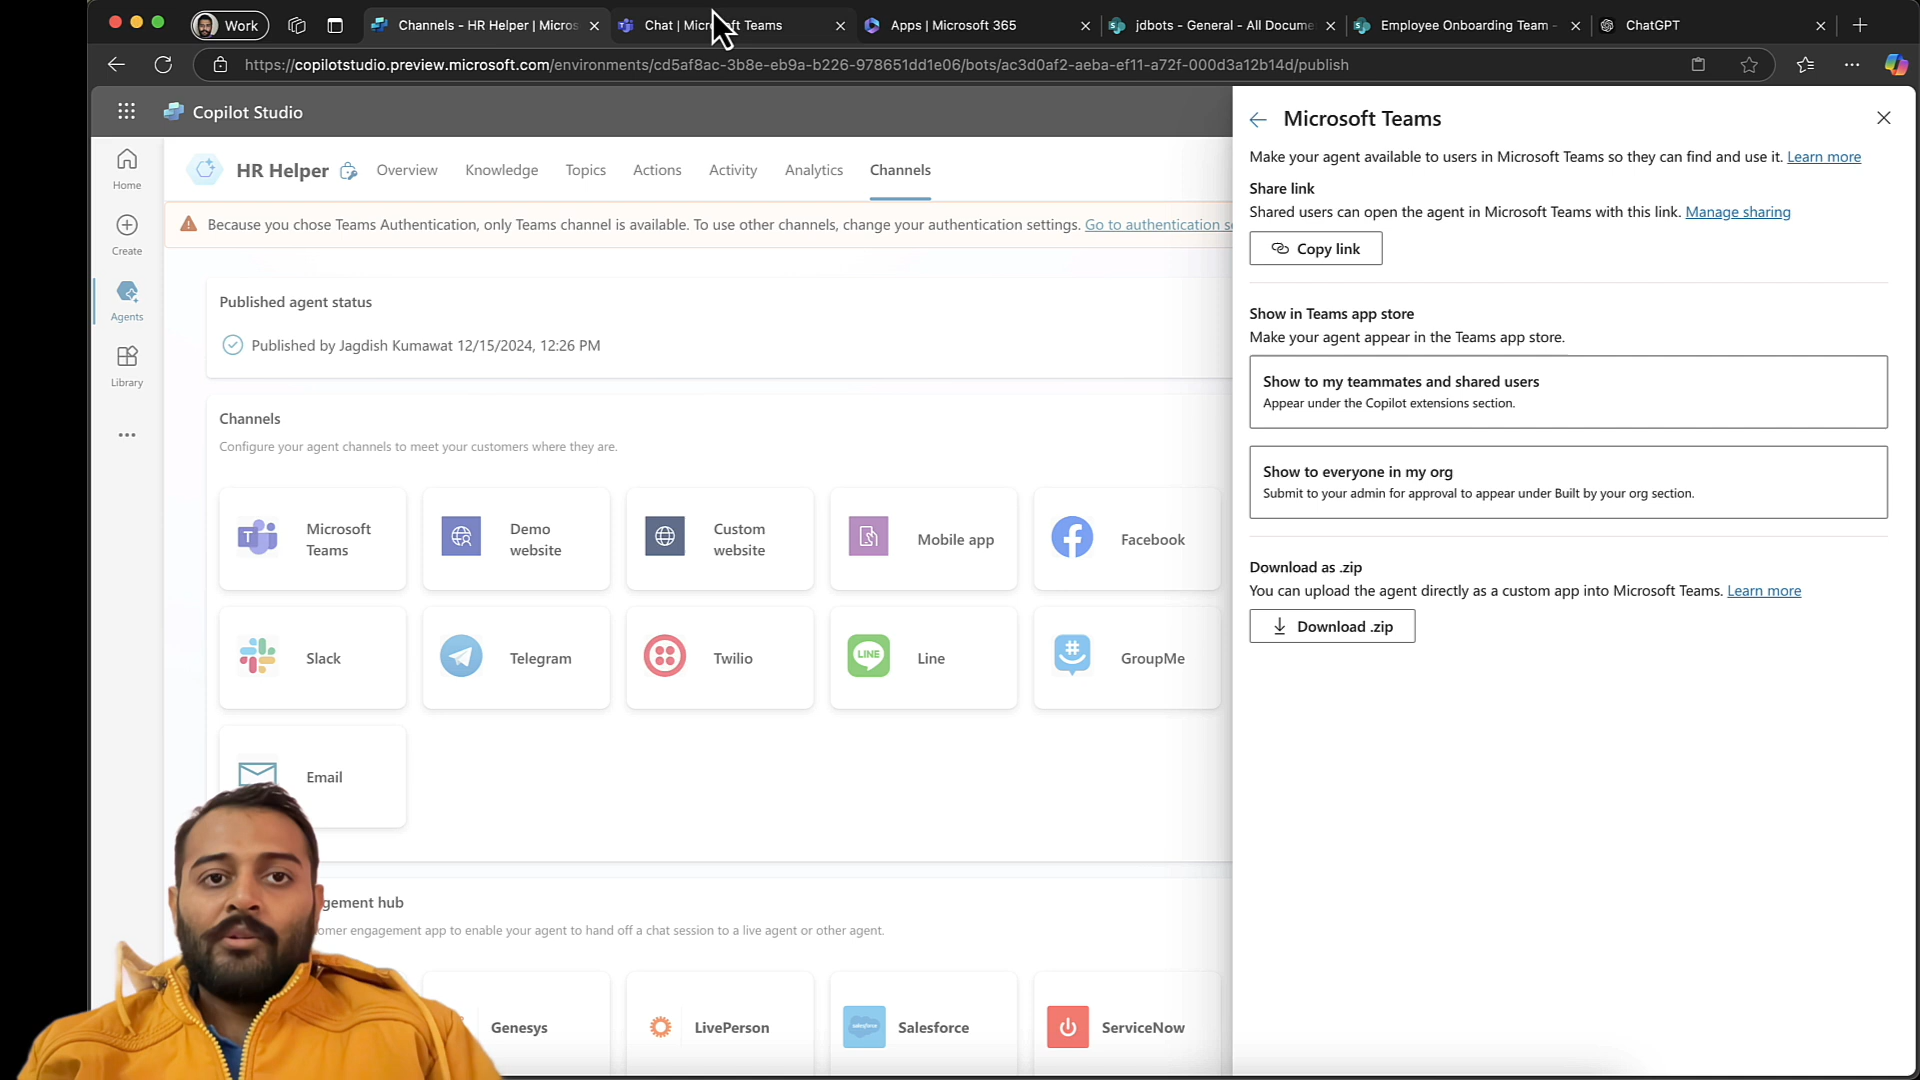 Work
Channels - HR Helper | Micros
Chat | Micr ft Teams
Apps | Microsoft 365
jdbots - General - All Docume
Employee Onboarding Team -
ChatGPT
https://copilotstudio.preview.microsoft.com/environments/cd5af8ac-3b8e-eb9a-b226-978651dd1e06/bots/ac3d0af2-aeba-ef11-a72f-000d3a12b14d/publish
Copilot Studio
Home
Create
Agents
Library
HR Helper
Overview
Knowledge
Topics
Actions
Activity
Analytics
Channels
Because you chose Teams Authentication, only Teams channel is available. To use other channels, change your authentication settings. Go to authentication s
Published agent status
Published by Jagdish Kumawat 12/15/2024, 12:26 PM
Channels
Configure your agent channels to meet your customers where they are.
Microsoft
Teams
Demo
website
Custom
website
Mobile app
Facebook
Slack
Telegram
Twilio
LINE
Line
GroupMe
Email
gement hub
omer engagement app to enable your agent to hand off a chat session to a live agent or other agent.
Genesys
LivePerson
salesforce
Salesforce
ServiceNow
Microsoft Teams
Make your agent available to users in Microsoft Teams so they can find and use it. Learn more
Share link
Shared users can open the agent in Microsoft Teams with this link. Manage sharing
Copy link
Show in Teams app store
Make your agent appear in the Teams app store.
Show to my teammates and shared users
Appear under the Copilot extensions section.
Show to everyone in my org
Submit to your admin for approval to appear under Built by your org section.
Download as .zip
You can upload the agent directly as a custom app into Microsoft Teams. Learn more
Download .zip